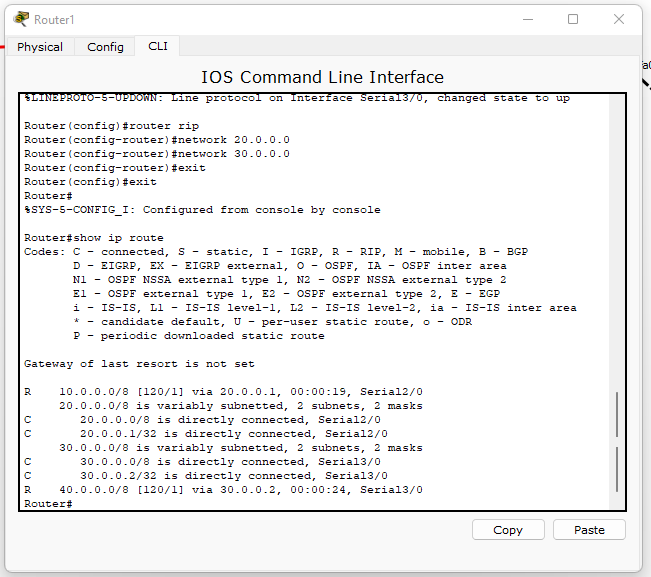 Router1
Physical
Config
CLI
IOS Command Line Interface
%LINEPROTO-5-UPDOWN: Line protocol on Interface Serial3/0, changed state to up
Router(config)#router rip
Router(config-router)#network 20.0.0.0
Router(config-router)#network 30.0.0.0
Router(config-router)#exit
Router(config)#exit
Router#
%SYS-5-CONFIG_I: Configured from console by console
Router#show ip route
Codes: C - connected, S - static, I - IGRP, R - RIP, M - mobile, B - BGP
D - EIGRP, EX - EIGRP external, O - OSPF, IA - OSPF inter area
N1 - OSPF NSSA external type 1, N2 - OSPF NSSA external type 2
E1 - OSPF external type 1, E2 - OSPF external type 2, E - EGP
i - IS-IS, L1 - IS-IS level-1, L2 - IS-IS level-2, ia - IS-IS inter area
* - candidate default, U - per-user static route, o - ODR
P - periodic downloaded static route
Gateway of last resort is not set
R 10.0.0.0/8 [120/1] via 20.0.0.1, 00:00:19, Serial2/0
20.0.0.0/8 is variably subnetted, 2 subnets, 2 masks
C 20.0.0.0/8 is directly connected, Serial2/0
C 20.0.0.1/32 is directly connected, Serial2/0
30.0.0.0/8 is variably subnetted, 2 subnets, 2 masks
C 30.0.0.0/8 is directly connected, Serial3/0
C 30.0.0.2/32 is directly connected, Serial3/0
R 40.0.0.0/8 [120/1] via 30.0.0.2, 00:00:24, Serial3/0
Router#
Copy
Paste